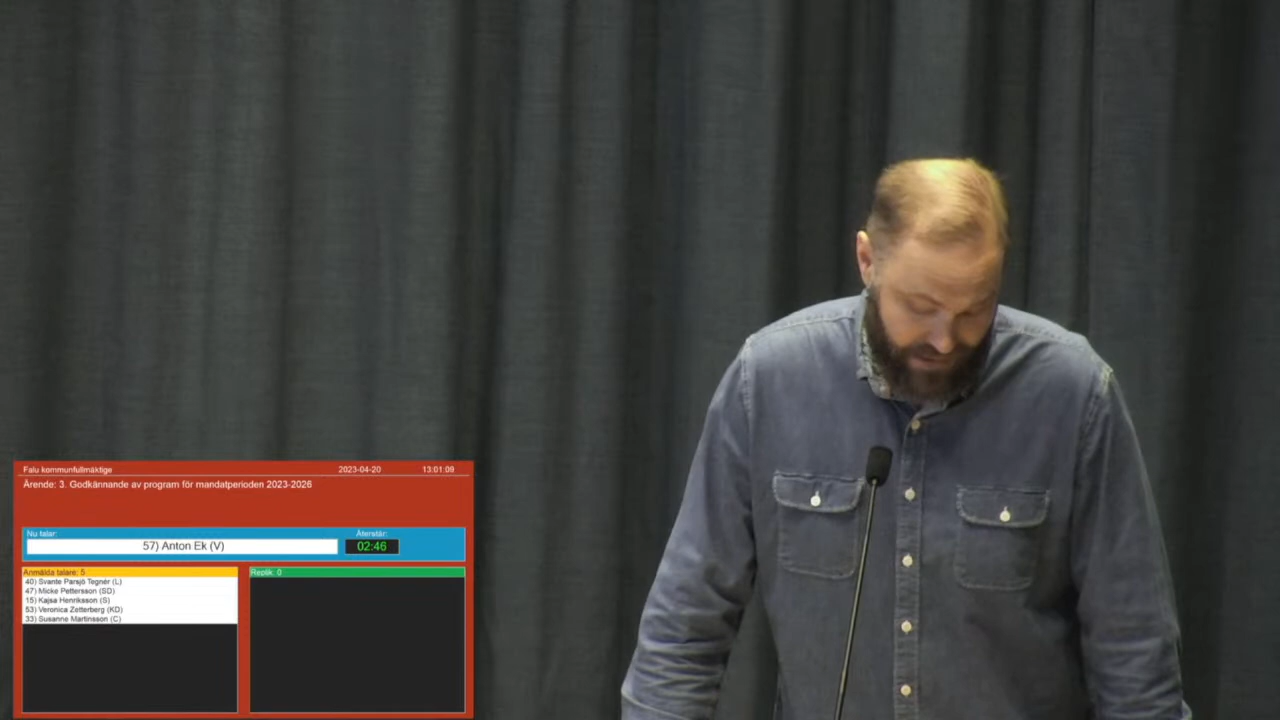 Falu kommunfullmäktige 2023-04-20 13:01:09
Ärende: 3. Godkännande av program för mandatperioden 2023-2026
Nu talar: Återstår:
57) Anton Ek (V) 02:46
Anmälda talare: 5 Replik: 0
40) Svante Parsjö Tegnér (L)
47) Micke Pettersson (SD)
15) Kajsa Henriksson (S)
53) Veronica Zetterberg (KD)
33) Susanne Martinsson (C)